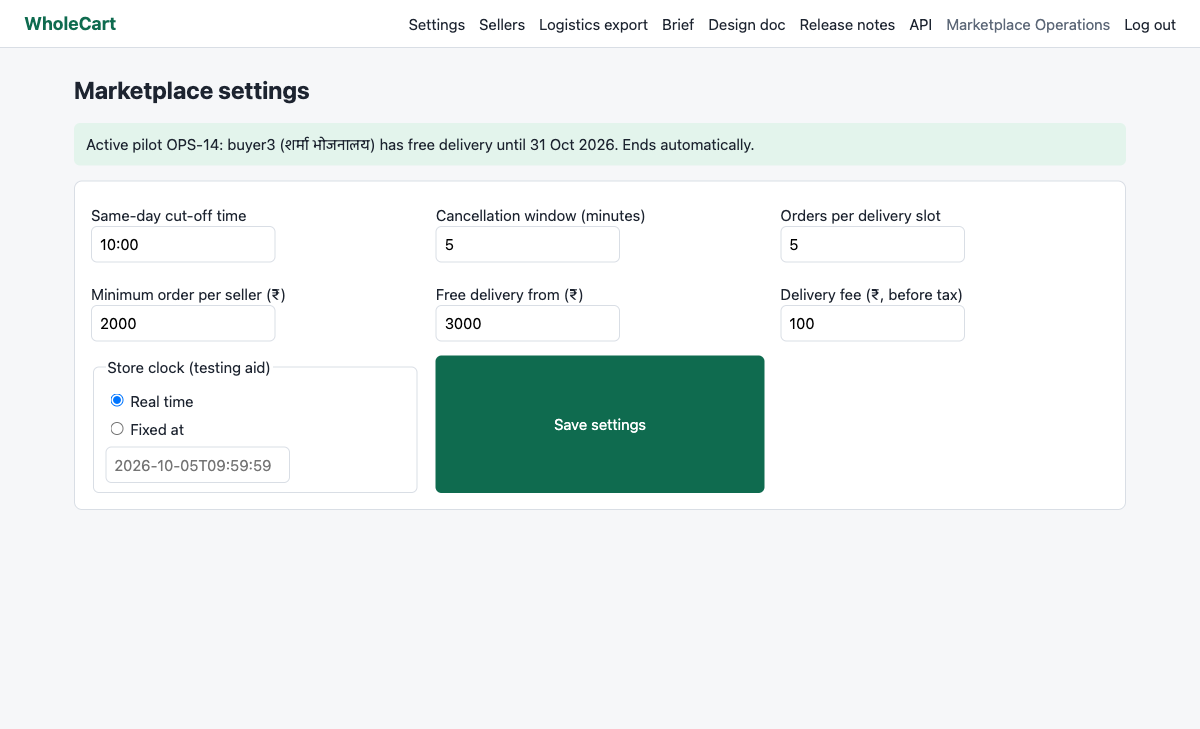 WholeCart
Settings Sellers Logistics export Brief Design doc Release notes API Marketplace Operations Log out
Marketplace settings
Active pilot OPS-14: buyer3 (शर्मा भोजनालय) has free delivery until 31 Oct 2026. Ends automatically.
Same-day cut-off time
10:00
Cancellation window (minutes)
5
Orders per delivery slot
5
Minimum order per seller (₹)
2000
Free delivery from (₹)
3000
Delivery fee (₹, before tax)
100
Store clock (testing aid)
Real time
Fixed at
2026-10-05T09:59:59
Save settings